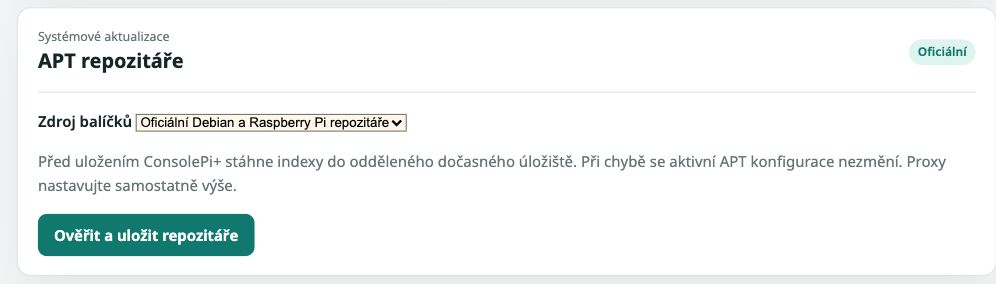 Systémové aktualizace
APT repozitáře
Oficiální
Zdroj balíčků Oficiální Debian a Raspberry Pi repozitáře
Před uložením ConsolePi+ stáhne indexy do odděleného dočasného úložiště. Při chybě se aktivní APT konfigurace nezmění. Proxy
nastavujte samostatně výše.
Ověřit a uložit repozitáře